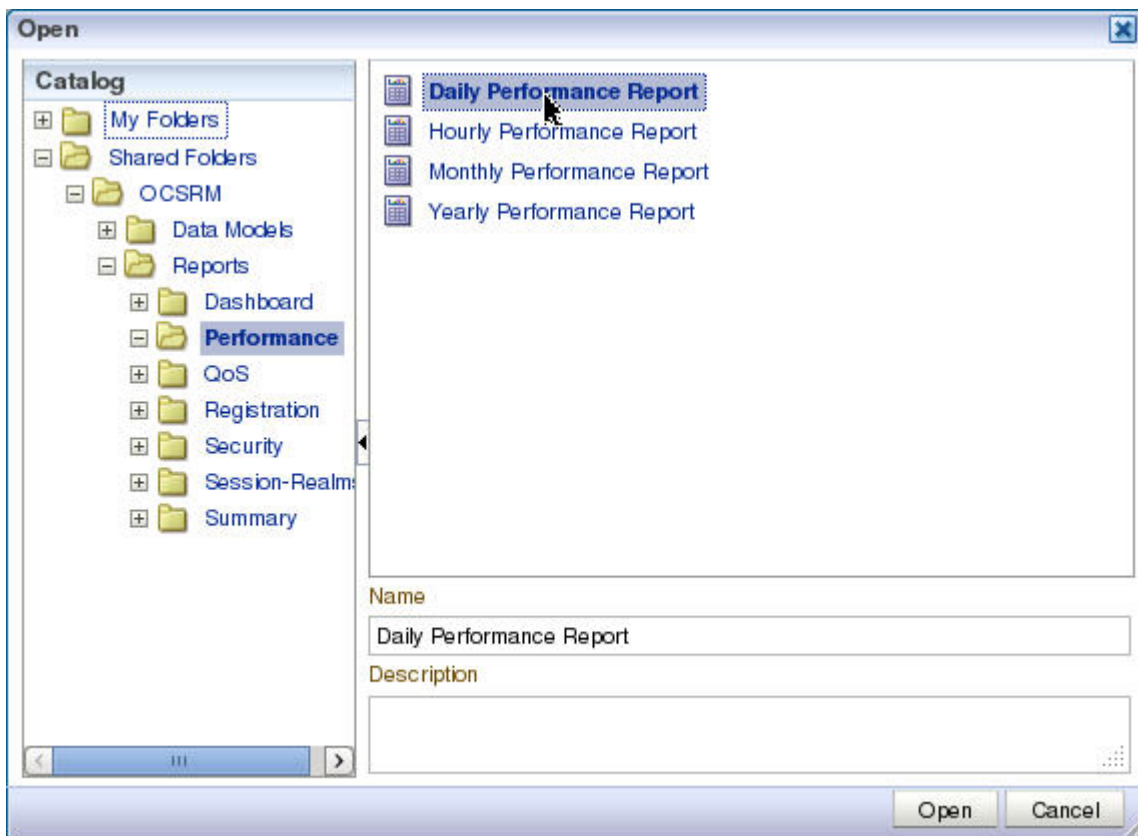 Open
Catalog
My Folders
Shared Folders
OCSRM
Data Models
Reports
Dashboard
Performance
QoS
Registration
Security
Session-Realms
Summary
Daily Performance Report
Hourly Performance Report
Monthly Performance Report
Yearly Performance Report
Name
Daily Performance Report
Description
Open
Cancel